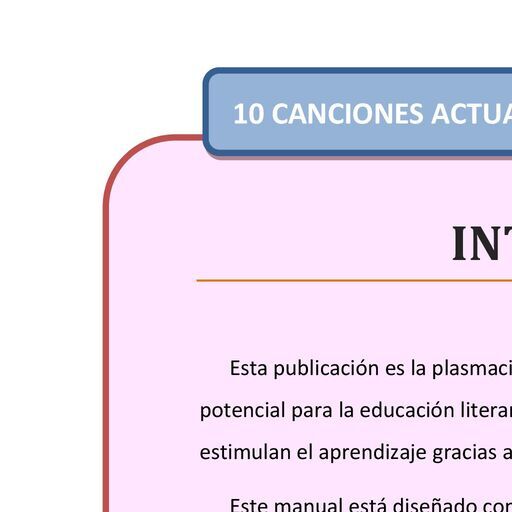 10 CANCIONES ACTUA
INT
Esta publicación es la plasmaci
potencial para la educación literar
estimulan el aprendizaje gracias a
Este manual está diseñado con